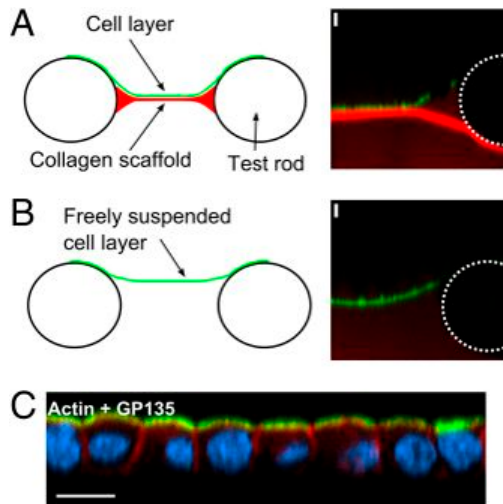 A
Cell layer
Collagen scaffold
Test rod
B
Freely suspended
cell layer
C
Actin + GP135